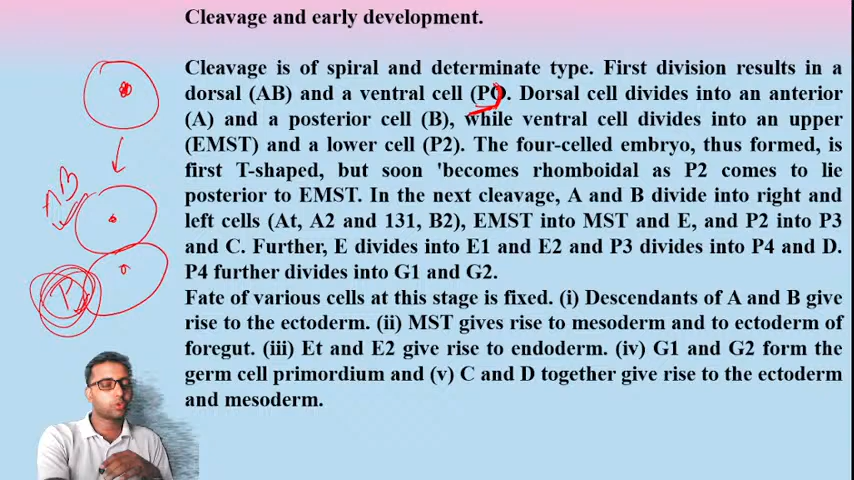 Cleavage and early development.
Cleavage is of spiral and determinate type. First division results in a
dorsal (AB) and a ventral cell (PO. Dorsal cell divides into an anterior
(A) and a posterior cell (B), while ventral cell divides into an upper
(EMST) and a lower cell (P2). The four-celled embryo, thus formed, is
first T-shaped, but soon 'becomes rhomboidal as P2 comes to lie
posterior to EMST. In the next cleavage, A and B divide into right and
left cells (At, A2 and 131, B2), EMST into MST and E, and P2 into P3
and C. Further, E divides into E1 and E2 and P3 divides into P4 and D.
P4 further divides into G1 and G2.
Fate of various cells at this stage is fixed. (i) Descendants of A and B give
rise to the ectoderm. (ii) MST gives rise to mesoderm and to ectoderm of
foregut. (iii) Et and E2 give rise to endoderm. (iv) G1 and G2 form the
germ cell primordium and (v) C and D together give rise to the ectoderm
and mesoderm.
AB